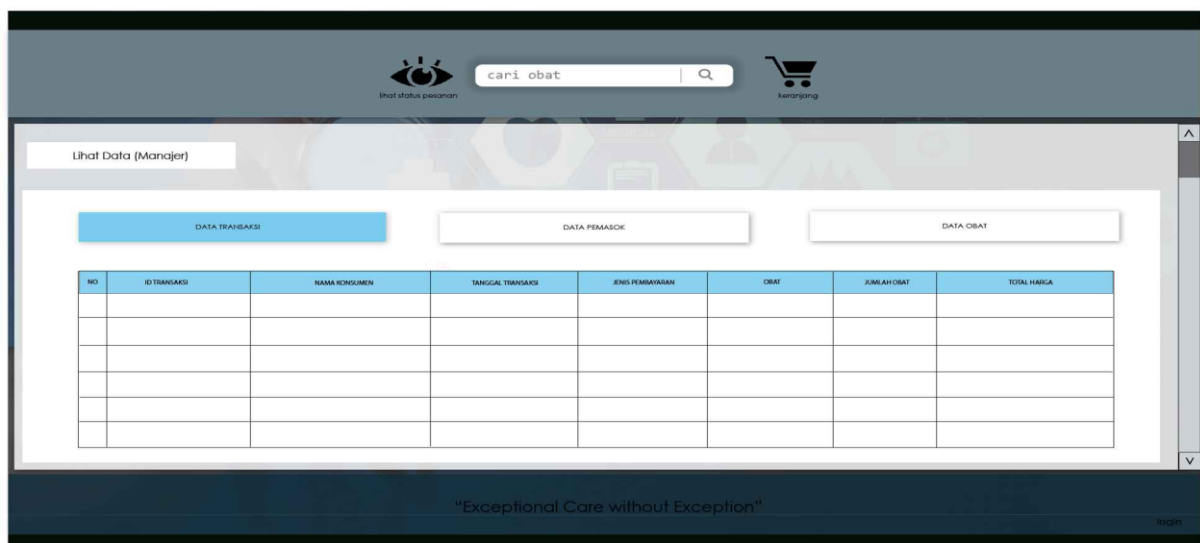 cari obat
lihat status pesanan
keranjang
Lihat Data (Manajer)
DATA TRANSAKSI
DATA PEMASOK
DATA OBAT
NO
ID TRANSAKSI
NAMA KONSUMEN
TANGGAL TRANSAKSI
JENIS PEMBAYARAN
OBAT
JUMLAH OBAT
TOTAL HARGA
“Exceptional Care without Exception”
login